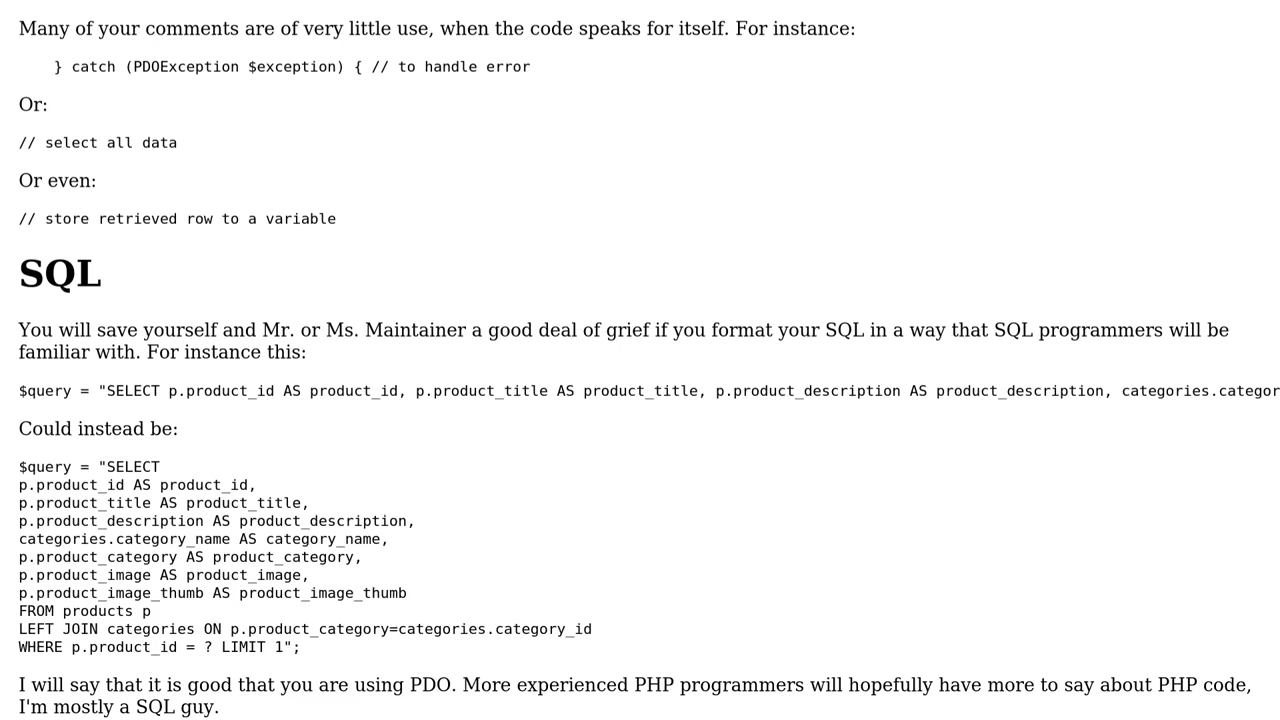 Many of your comments are of very little use, when the code speaks for itself. For instance:
    } catch (PDOException $exception) { // to handle error
Or:
// select all data
Or even:
// store retrieved row to a variable
SQL
You will save yourself and Mr. or Ms. Maintainer a good deal of grief if you format your SQL in a way that SQL programmers will be
familiar with. For instance this:
$query = "SELECT p.product_id AS product_id, p.product_title AS product_title, p.product_description AS product_description, categories.categor
Could instead be:
$query = "SELECT
p.product_id AS product_id,
p.product_title AS product_title,
p.product_description AS product_description,
categories.category_name AS category_name,
p.product_category AS product_category,
p.product_image AS product_image,
p.product_image_thumb AS product_image_thumb
FROM products p
LEFT JOIN categories ON p.product_category=categories.category_id
WHERE p.product_id = ? LIMIT 1";
I will say that it is good that you are using PDO. More experienced PHP programmers will hopefully have more to say about PHP code,
I'm mostly a SQL guy.